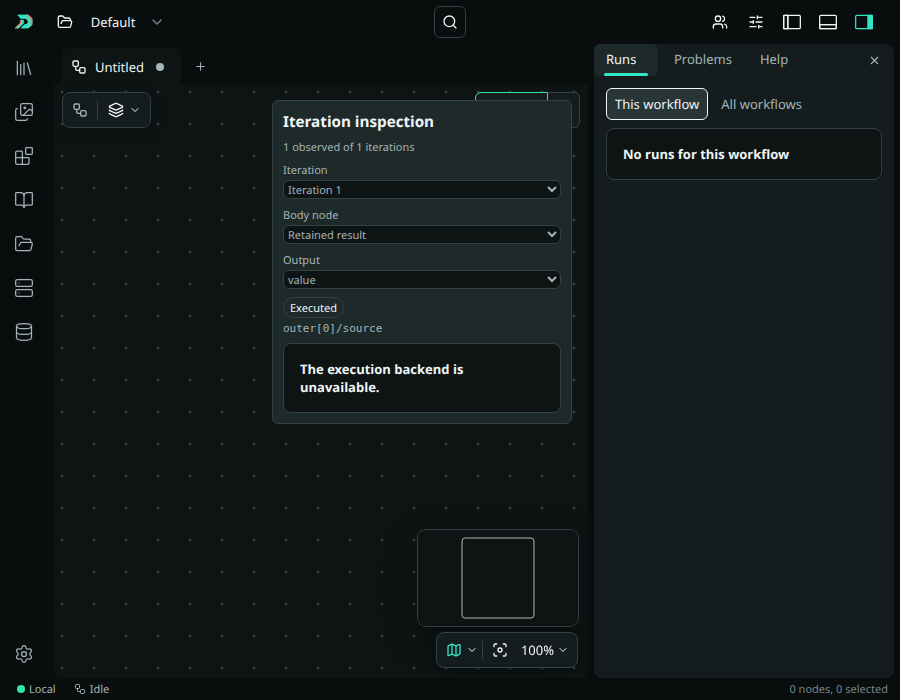 Default
Untitled
Runs
Problems
Help
This workflow
All workflows
No runs for this workflow
Iteration inspection
1 observed of 1 iterations
Iteration
Iteration 1
Body node
Retained result
Output
value
Executed
outer[0]/source
The execution backend is
unavailable.
100%
Local
Idle
0 nodes, 0 selected